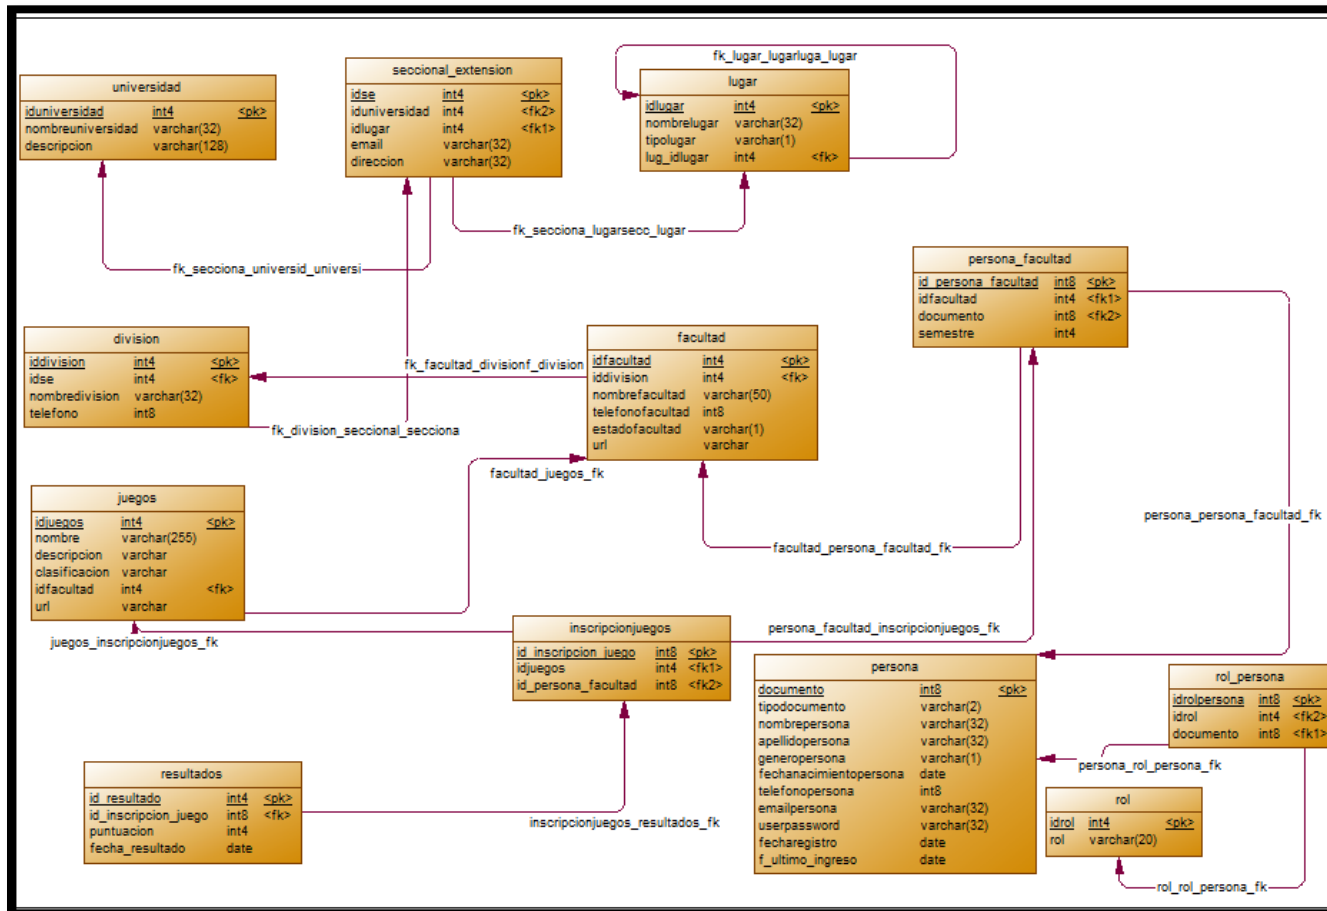 fk_lugar_lugarluga_lugar
universidad
iduniversidad int4 <pk>
nombreuniversidad varchar(32)
descripcion varchar(128)
seccional_extension
idse int4 <pk>
iduniversidad int4 <fk2>
idlugar int4 <fk1>
email varchar(32)
direccion varchar(32)
lugar
idlugar int4 <pk>
nombrelugar varchar(32)
tipolugar varchar(1)
lug_idlugar int4 <fk>
fk_secciona_lugarsecc_lugar
fk_secciona_universid_universi
persona_facultad
id_persona_facultad int8 <pk>
idfacultad int4 <fk1>
documento int8 <fk2>
semestre int4
division
iddivision int4 <pk>
idse int4 <fk>
nombredivision varchar(32)
telefono int8
fk_facultad_divisionf_division
facultad
idfacultad int4 <pk>
iddivision int4 <fk>
nombrefacultad varchar(50)
telefonofacultad int8
estadofacultad varchar(1)
url varchar
fk_division_seccional_secciona
facultad_juegos_fk
juegos
idjuegos int4 <pk>
nombre varchar(255)
descripcion varchar
clasificacion varchar
idfacultad int4 <fk>
url varchar
persona_persona_facultad_fk
facultad_persona_facultad_fk
juegos_inscripcionjuegos_fk
inscripcionjuegos
id_inscripcion_juego int8 <pk>
idjuegos int4 <fk1>
id_persona_facultad int8 <fk2>
persona_facultad_inscripcionjuegos_fk
persona
documento int8 <pk>
tipodocumento varchar(2)
nombrepersona varchar(32)
apellidopersona varchar(32)
generopersona varchar(1)
fechanacimientopersona date
telefonopersona int8
emailpersona varchar(32)
userpassword varchar(32)
fecharegistro date
f_ultimo_ingreso date
rol_persona
idrolpersona int8 <pk>
idrol int4 <fk2>
documento int8 <fk1>
persona_rol_persona_fk
resultados
id_resultado int4 <pk>
id_inscripcion_juego int8 <fk>
puntuacion int4
fecha_resultado date
inscripcionjuegos_resultados_fk
rol
idrol int4 <pk>
rol varchar(20)
rol_rol_persona_fk